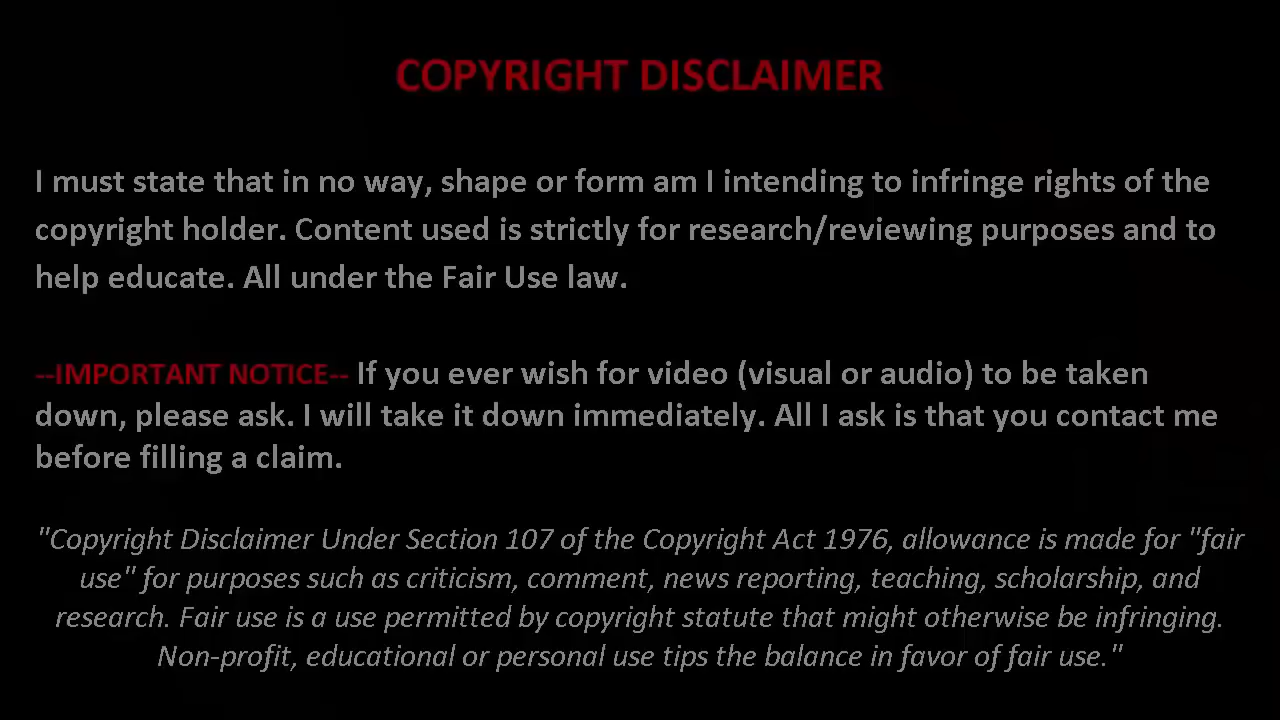 COPYRIGHT DISCLAIMER
I must state that in no way, shape or form am I intending to infringe rights of the
copyright holder. Content used is strictly for research/reviewing purposes and to
help educate. All under the Fair Use law.
--IMPORTANT NOTICE-- If you ever wish for video (visual or audio) to be taken
down, please ask. I will take it down immediately. All I ask is that you contact me
before filling a claim.
"Copyright Disclaimer Under Section 107 of the Copyright Act 1976, allowance is made for "fair
use" for purposes such as criticism, comment, news reporting, teaching, scholarship, and
research. Fair use is a use permitted by copyright statute that might otherwise be infringing.
Non-profit, educational or personal use tips the balance in favor of fair use."